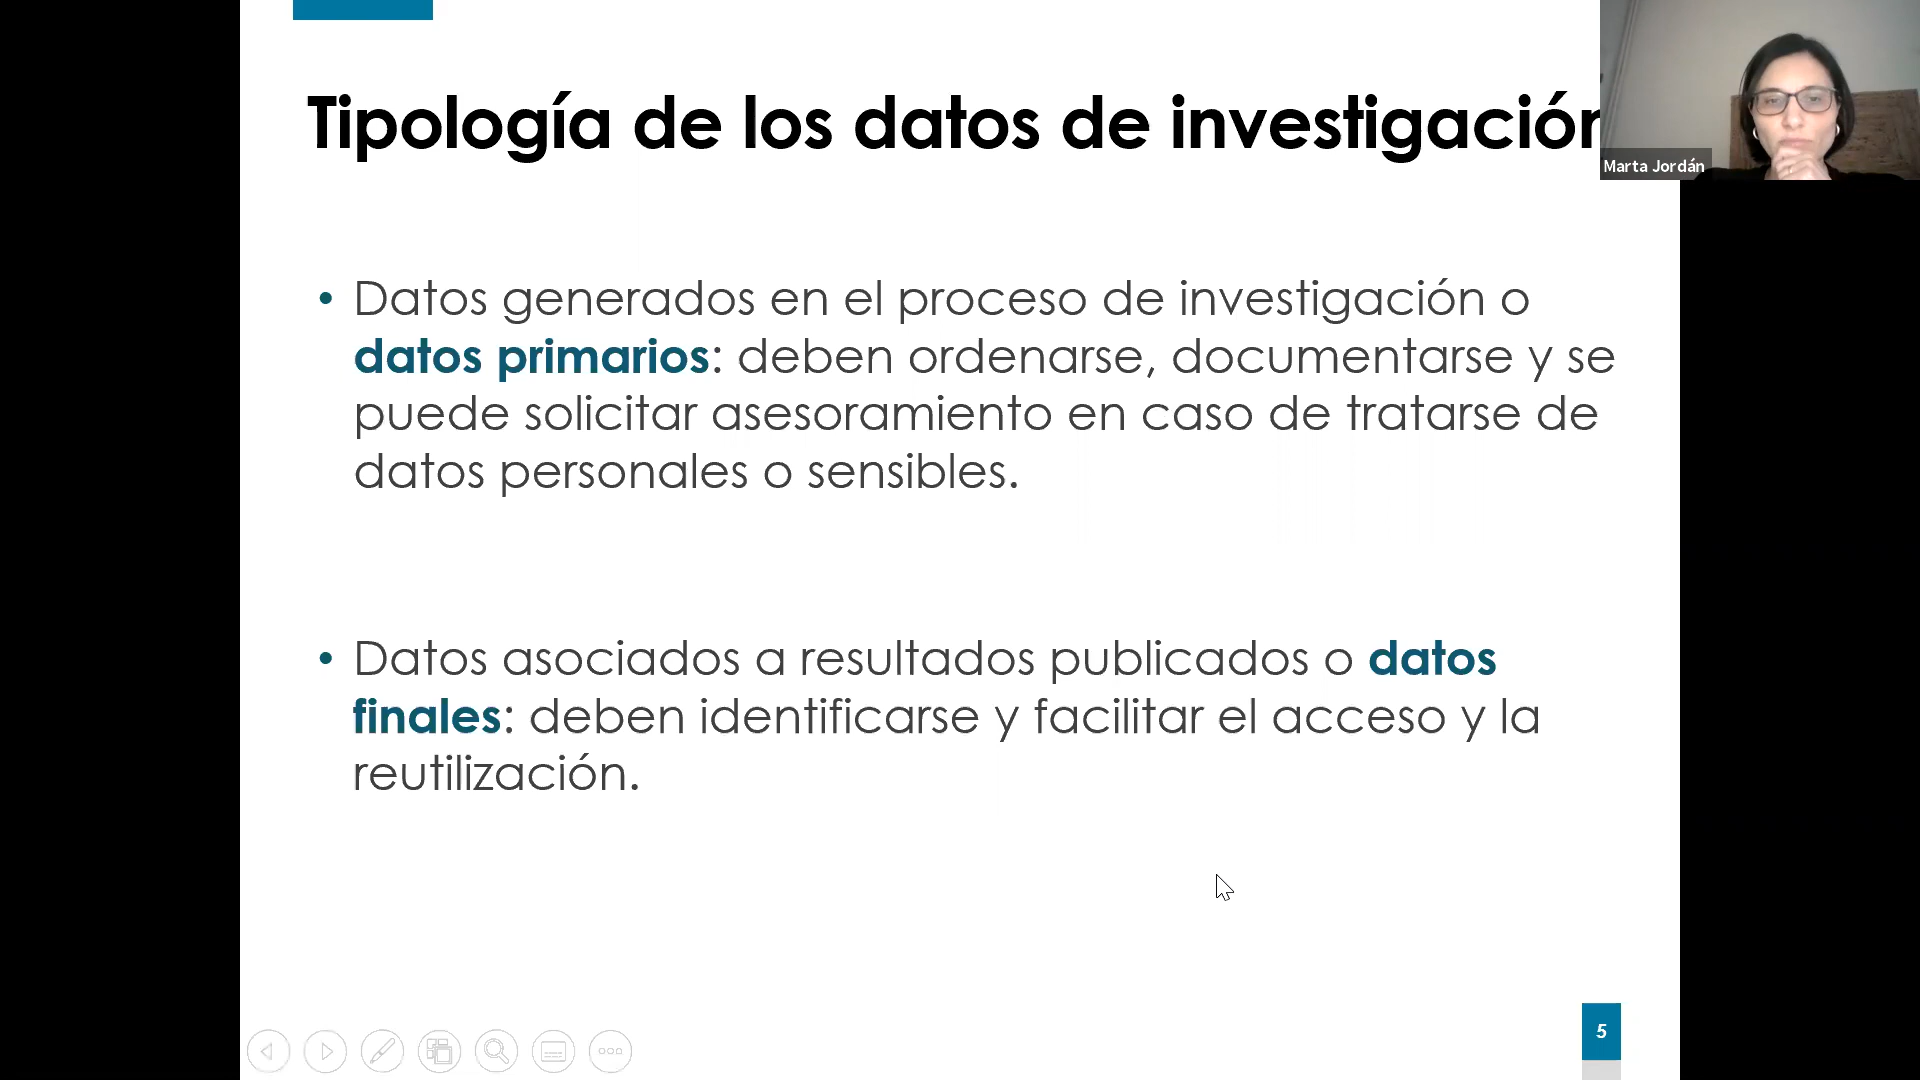 Tipología de los datos de investigación
Marta Jordán
• Datos generados en el proceso de investigación o
datos primarios: deben ordenarse, documentarse y se
puede solicitar asesoramiento en caso de tratarse de
datos personales o sensibles.
• Datos asociados a resultados publicados o datos
finales: deben identificarse y facilitar el acceso y la
reutilización.
5